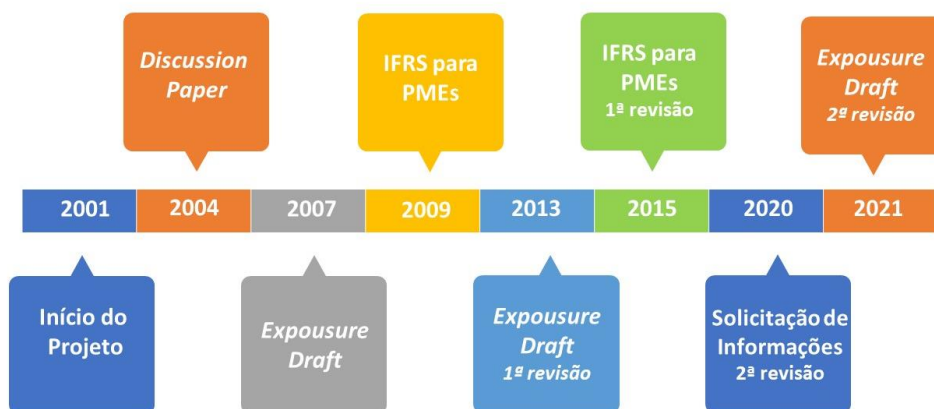 Discussion
Paper
IFRS para
PMEs
IFRS para
PMEs
1ª revisão
Expousure
Draft
2ª revisão
2001 2004 2007 2009 2013 2015 2020 2021
Início do
Projeto
Expousure
Draft
Expousure
Draft
1ª revisão
Solicitação de
Informações
2ª revisão